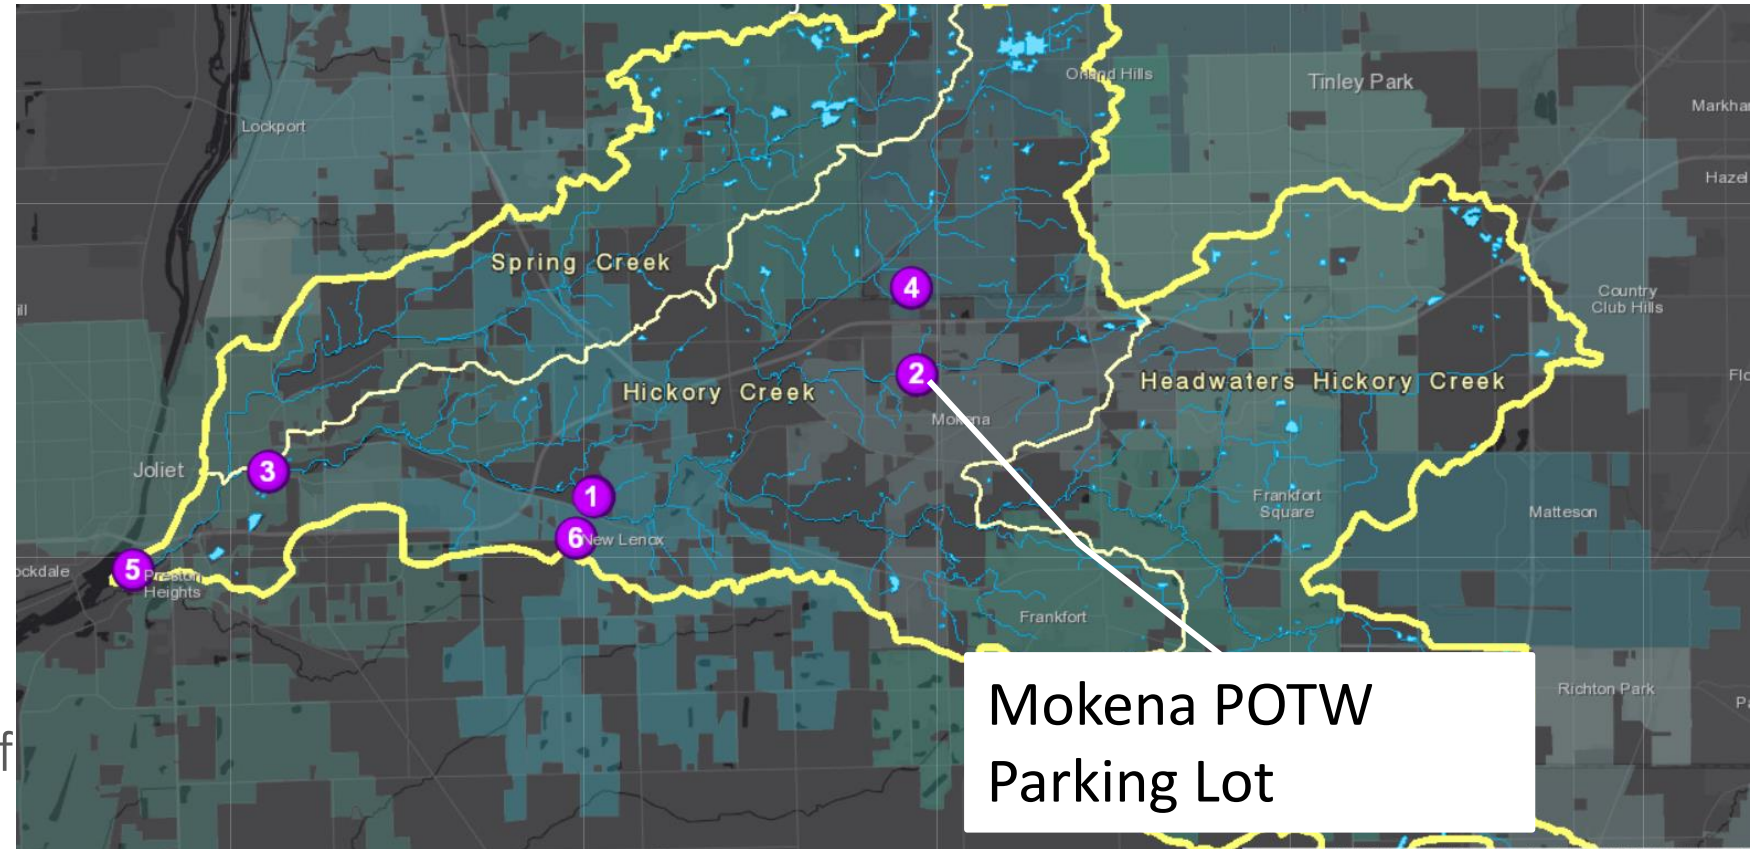 Orland Hills
Tinley Park
Lockport
Hazel
Spring Creek
4
Country
Club Hills
2
Hickory Creek
Headwaters Hickory Creek
Mokena
Joliet
3
1
Frankfort
Square
Matteson
6
New Lenox
5
ockdale
Preston
Heights
Frankfort
Richton Park
Mokena POTW
Parking Lot
f